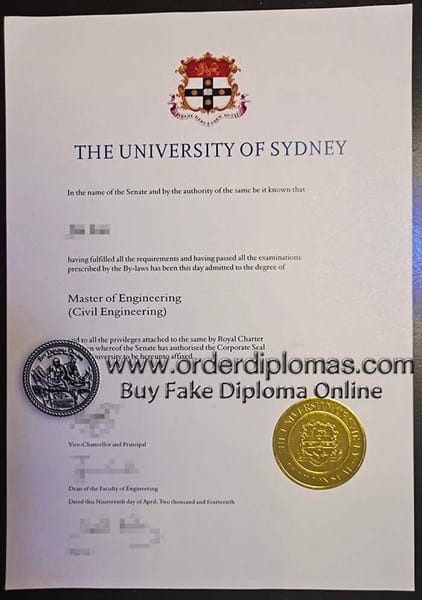 THE UNIVERSITY OF SYDNEY
In the name of the Senate and by the authority of the same be it known that
having fulfilled all the requirements and having passed all the examinations
prescribed by the By-laws has been this day admitted to the degree of
Master of Engineering
(Civil Engineering)
and to all the privileges attached to the same by Royal Charter
whereof the Senate has authorised the Corporate Seal
University to be hereunto affixed
www.orderdiplomas.com
Buy Fake Diploma Online
Vice-Chancellor and Principal
Dean of the Faculty of Engineering
Dated this Nineteenth day of April, Two thousand and fourteenth